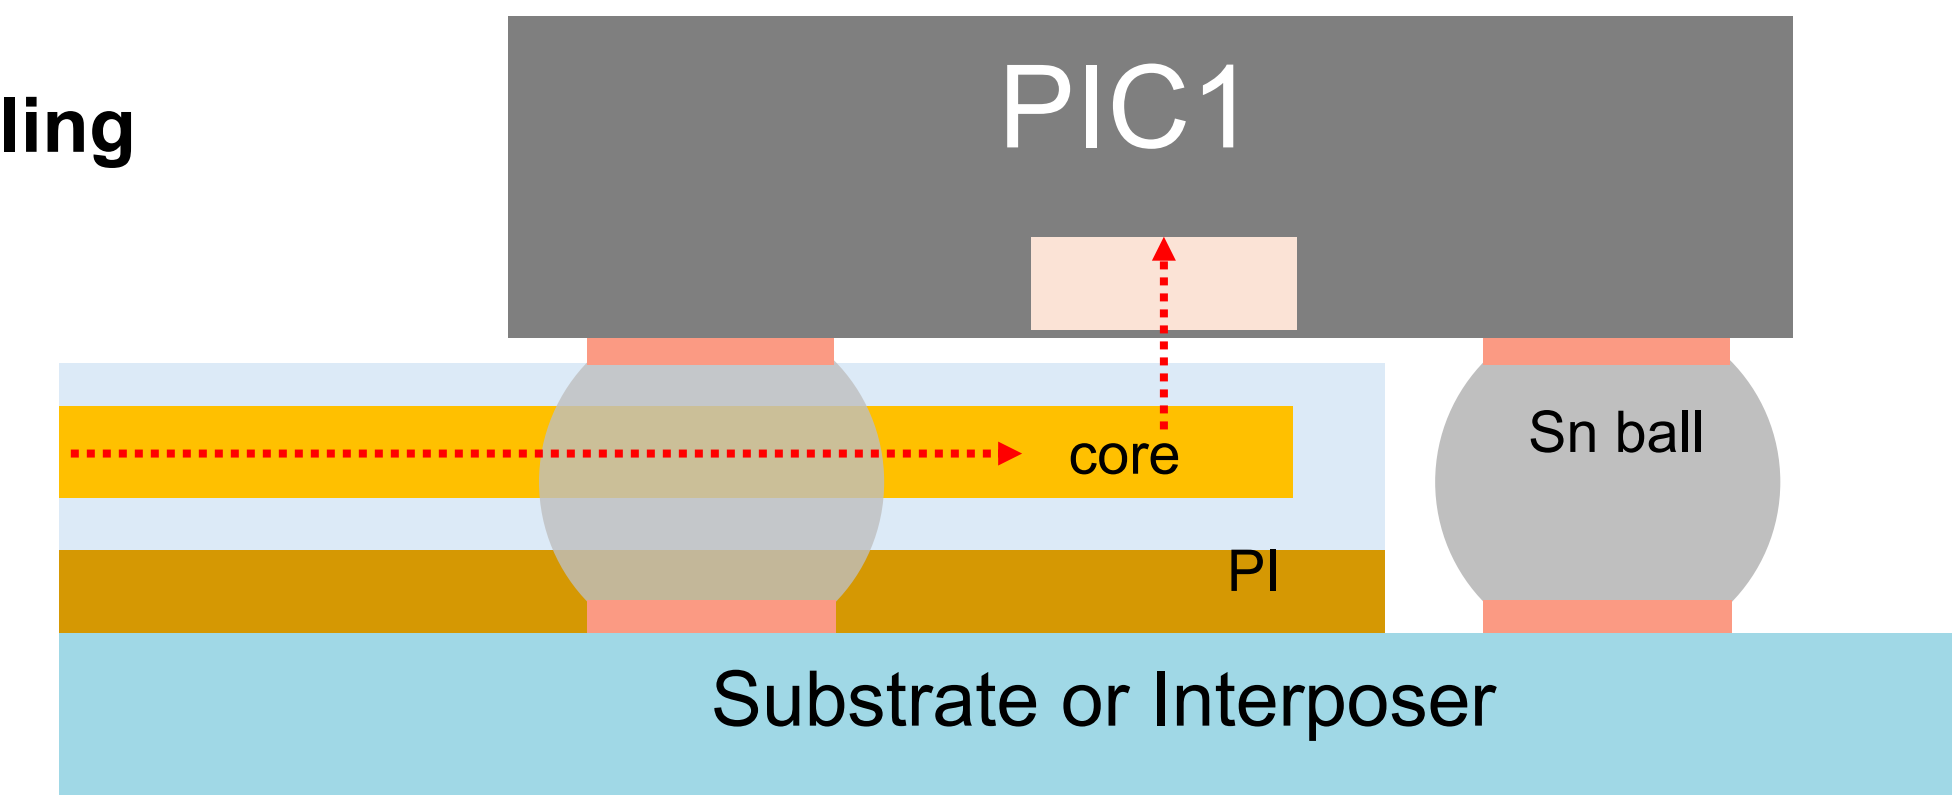 PIC1
ling
core
Sn ball
PI
Substrate or Interposer